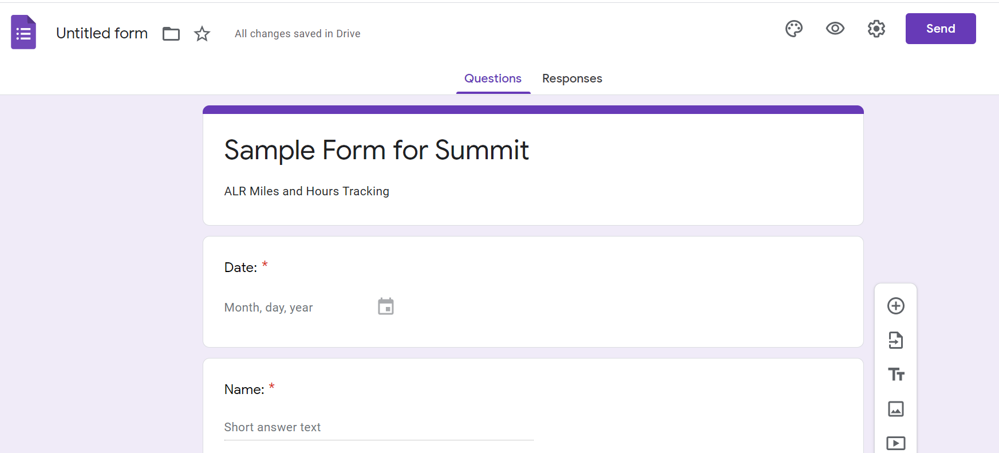 Untitled form
All changes saved in Drive
Send
Questions
Responses
Sample Form for Summit
ALR Miles and Hours Tracking
Date: *
Month, day, year
Name: *
Short answer text